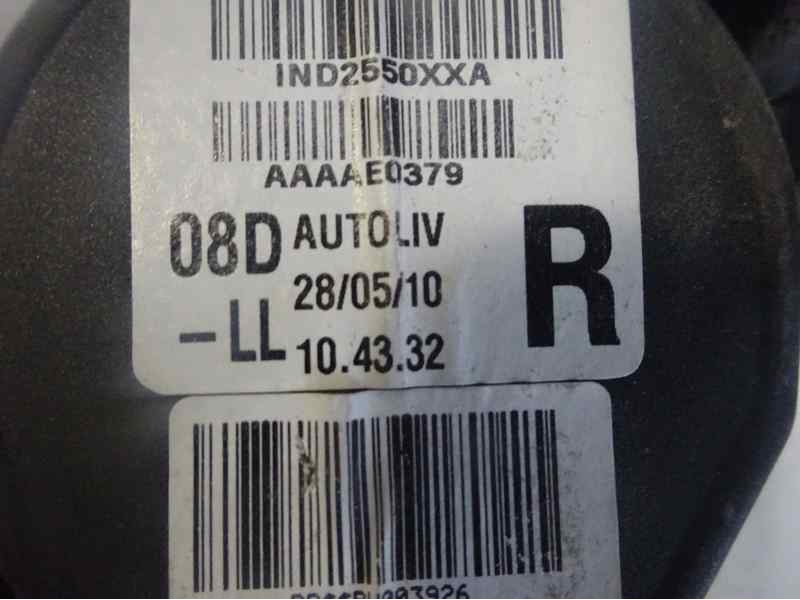 IND2550XXA
AAAAE0379
08D AUTOLIV R
28/05/10
-LL 10.43.32